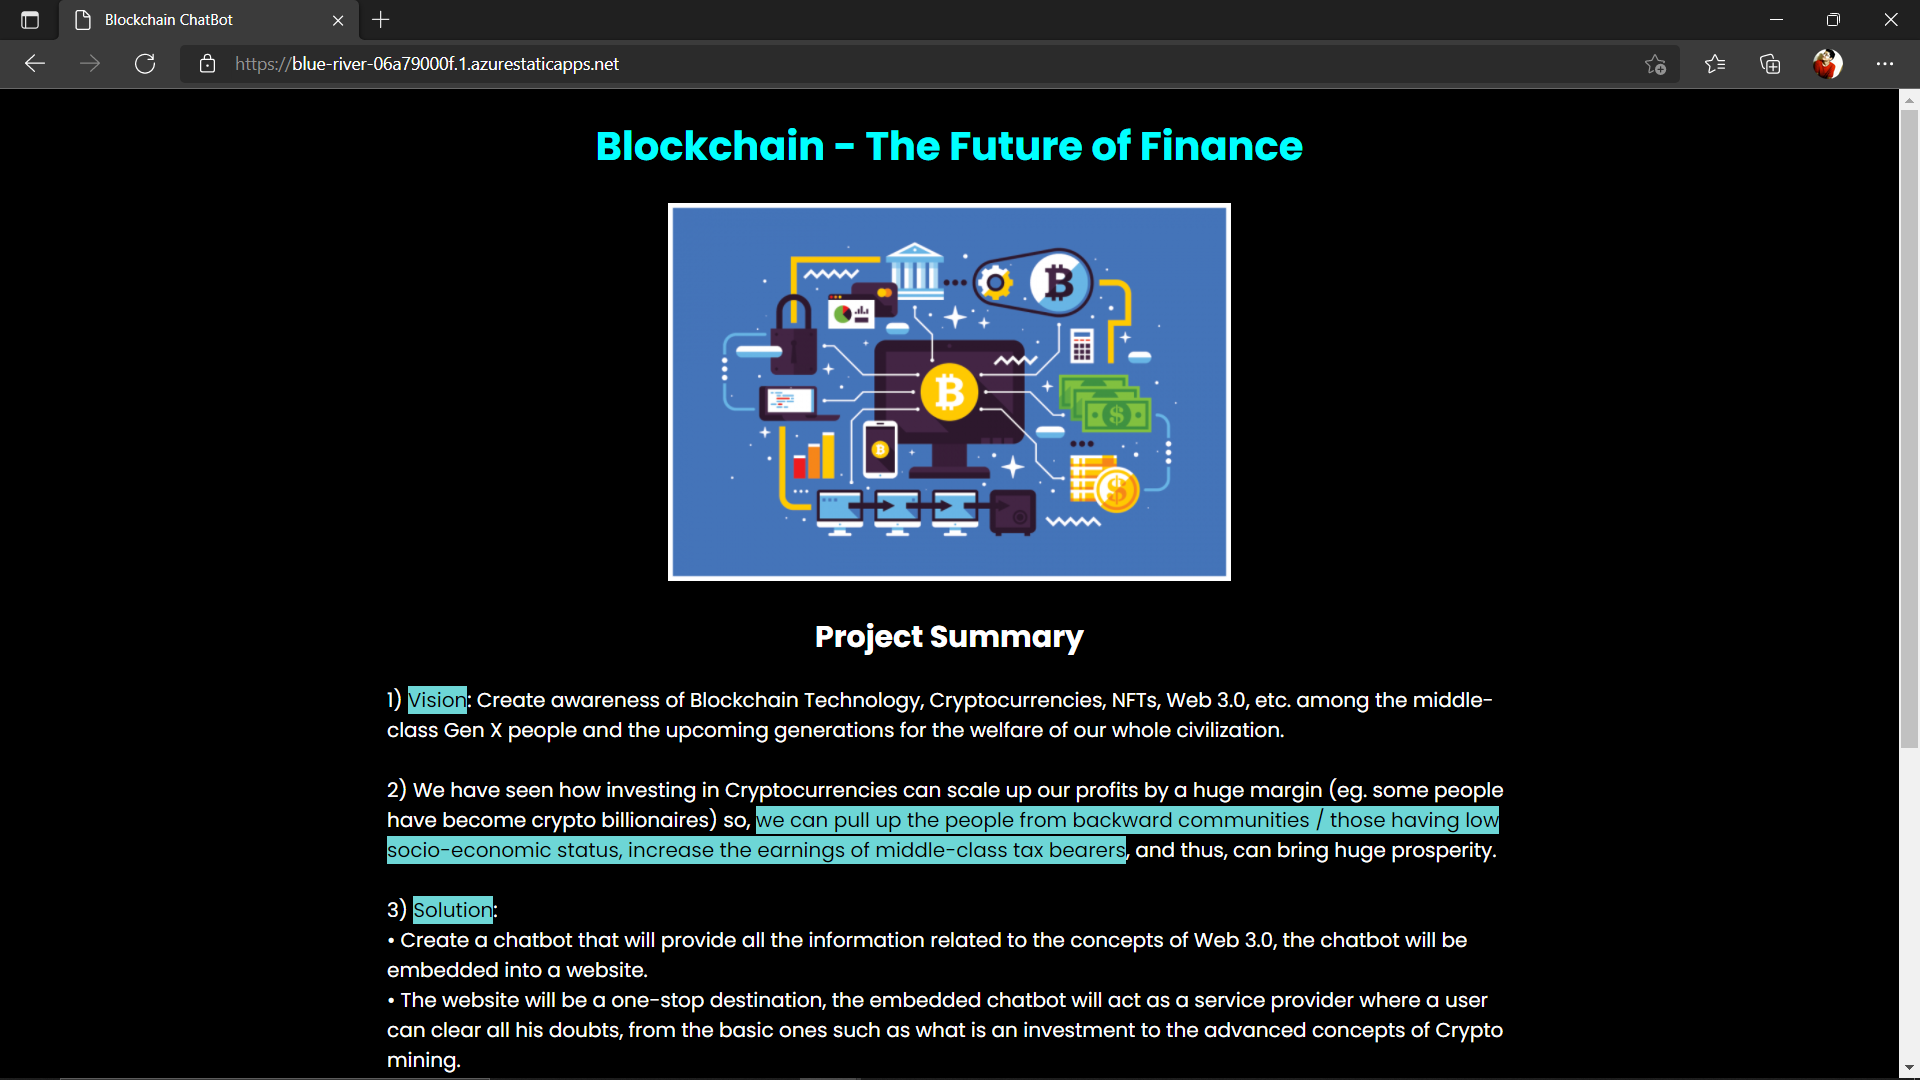 Blockchain ChatBot
https://blue-river-06a79000f.1.azurestaticapps.net
Blockchain - The Future of Finance
Project Summary
1) Vision: Create awareness of Blockchain Technology, Cryptocurrencies, NFTs, Web 3.0, etc. among the middle-
class Gen X people and the upcoming generations for the welfare of our whole civilization.
2) We have seen how investing in Cryptocurrencies can scale up our profits by a huge margin (eg. some people
have become crypto billionaires) so, we can pull up the people from backward communities / those having low
socio-economic status, increase the earnings of middle-class tax bearers, and thus, can bring huge prosperity.
3) Solution:
• Create a chatbot that will provide all the information related to the concepts of Web 3.0, the chatbot will be
embedded into a website.
• The website will be a one-stop destination, the embedded chatbot will act as a service provider where a user
can clear all his doubts, from the basic ones such as what is an investment to the advanced concepts of Crypto
mining.